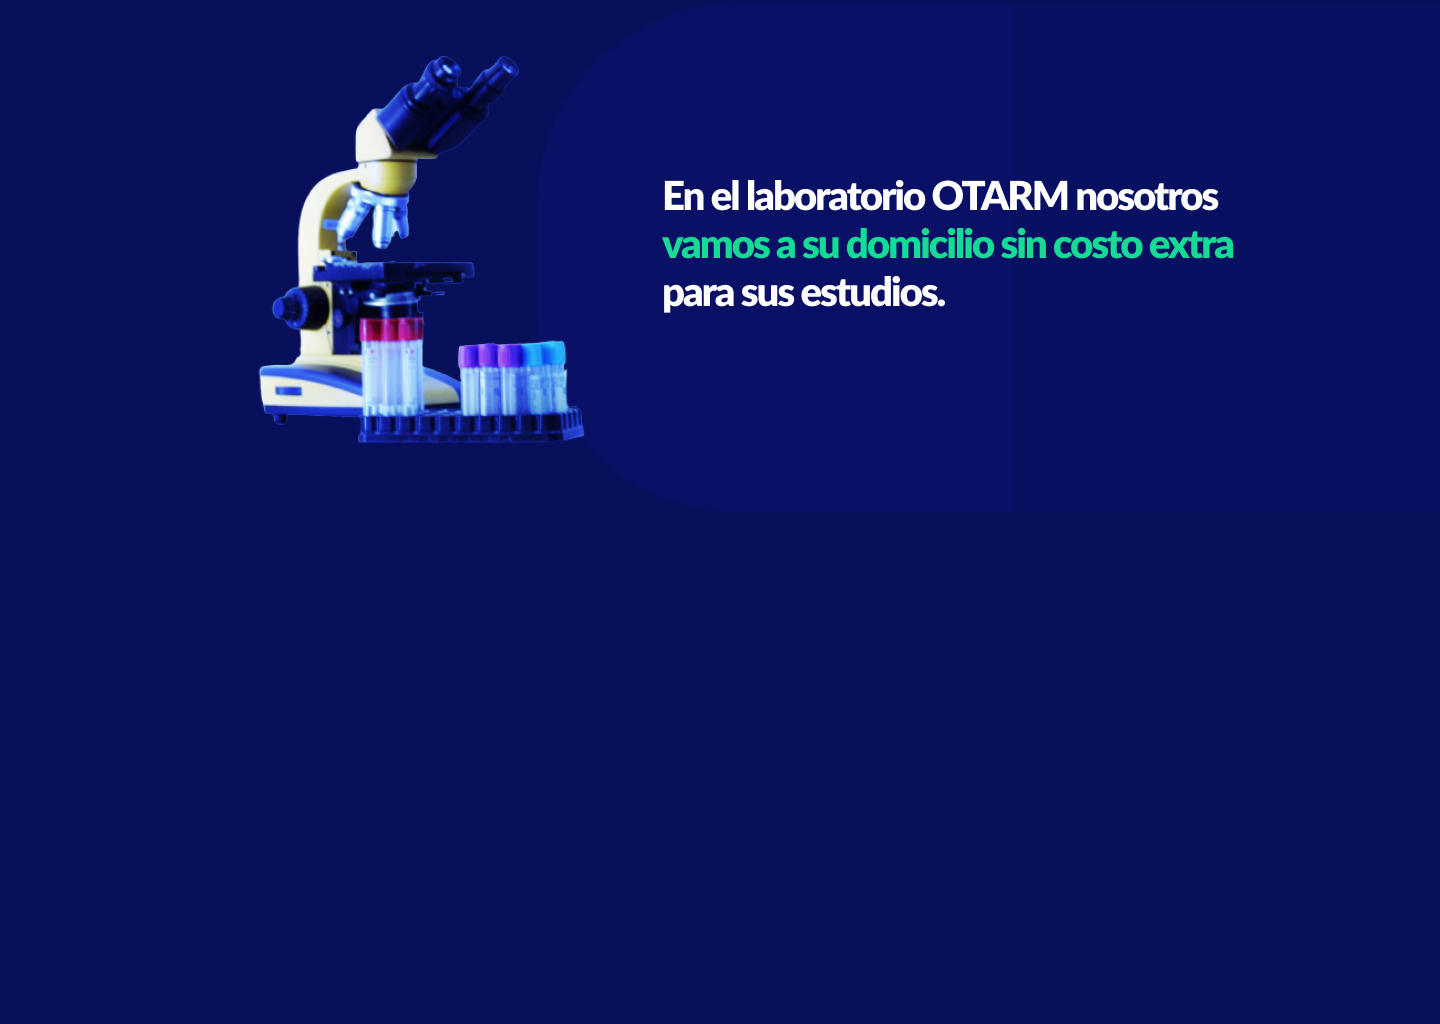 En el laboratorio OTARM nosotros
vamos a su domicilio sin costo extra
para sus estudios.